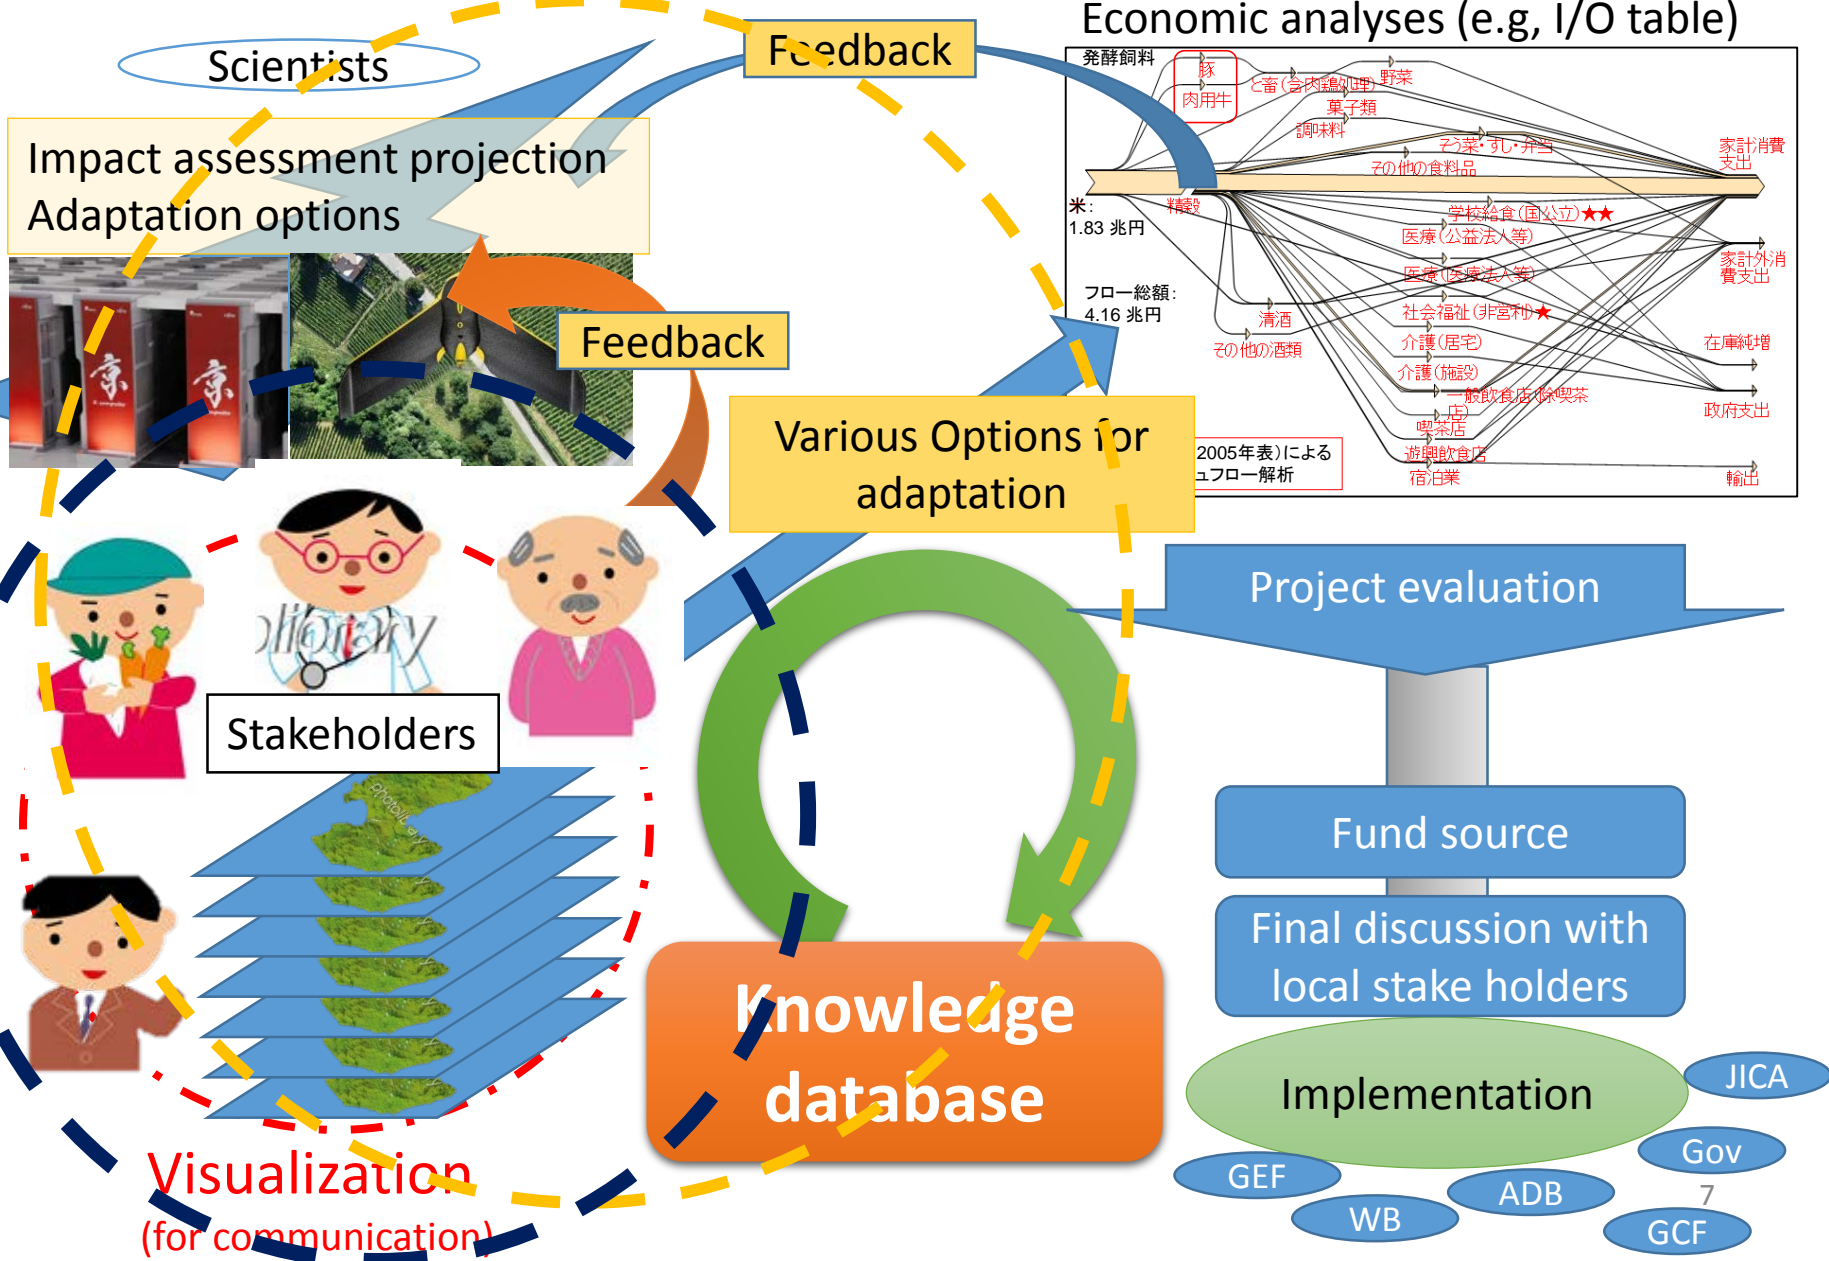 Economic analyses (e.g, I/O table)
Scientists
Feedback
Impact assessment projection
Adaptation options
京
京
Feedback
発酵飼料
豚
肉用牛
と畜(含肉鶏処理)
野菜
菓子類
調味料
そう菜・すし・弁当
その他の食料品
家計消費
支出
米:
1.83 兆円
精穀
学校給食(国公立)★★
医療(公益法人等)
医療(医療法人等)
家計外消
費支出
フロー総額:
4.16 兆円
清酒
その他の酒類
社会福祉(非営利)★
介護(居宅)
介護(施設)
在庫純増
一般飲食店(除喫茶
店)
喫茶店
政府支出
遊興飲食店
宿泊業
輸出
2005年表)による
ュフロー解析
Various Options for
adaptation
Project evaluation
library
Stakeholders
photolibrary
Fund source
Final discussion with
local stake holders
Knowledge
database
Implementation
JICA
Gov
GEF
ADB
WB
GCF
7
Visualization
(for communication)